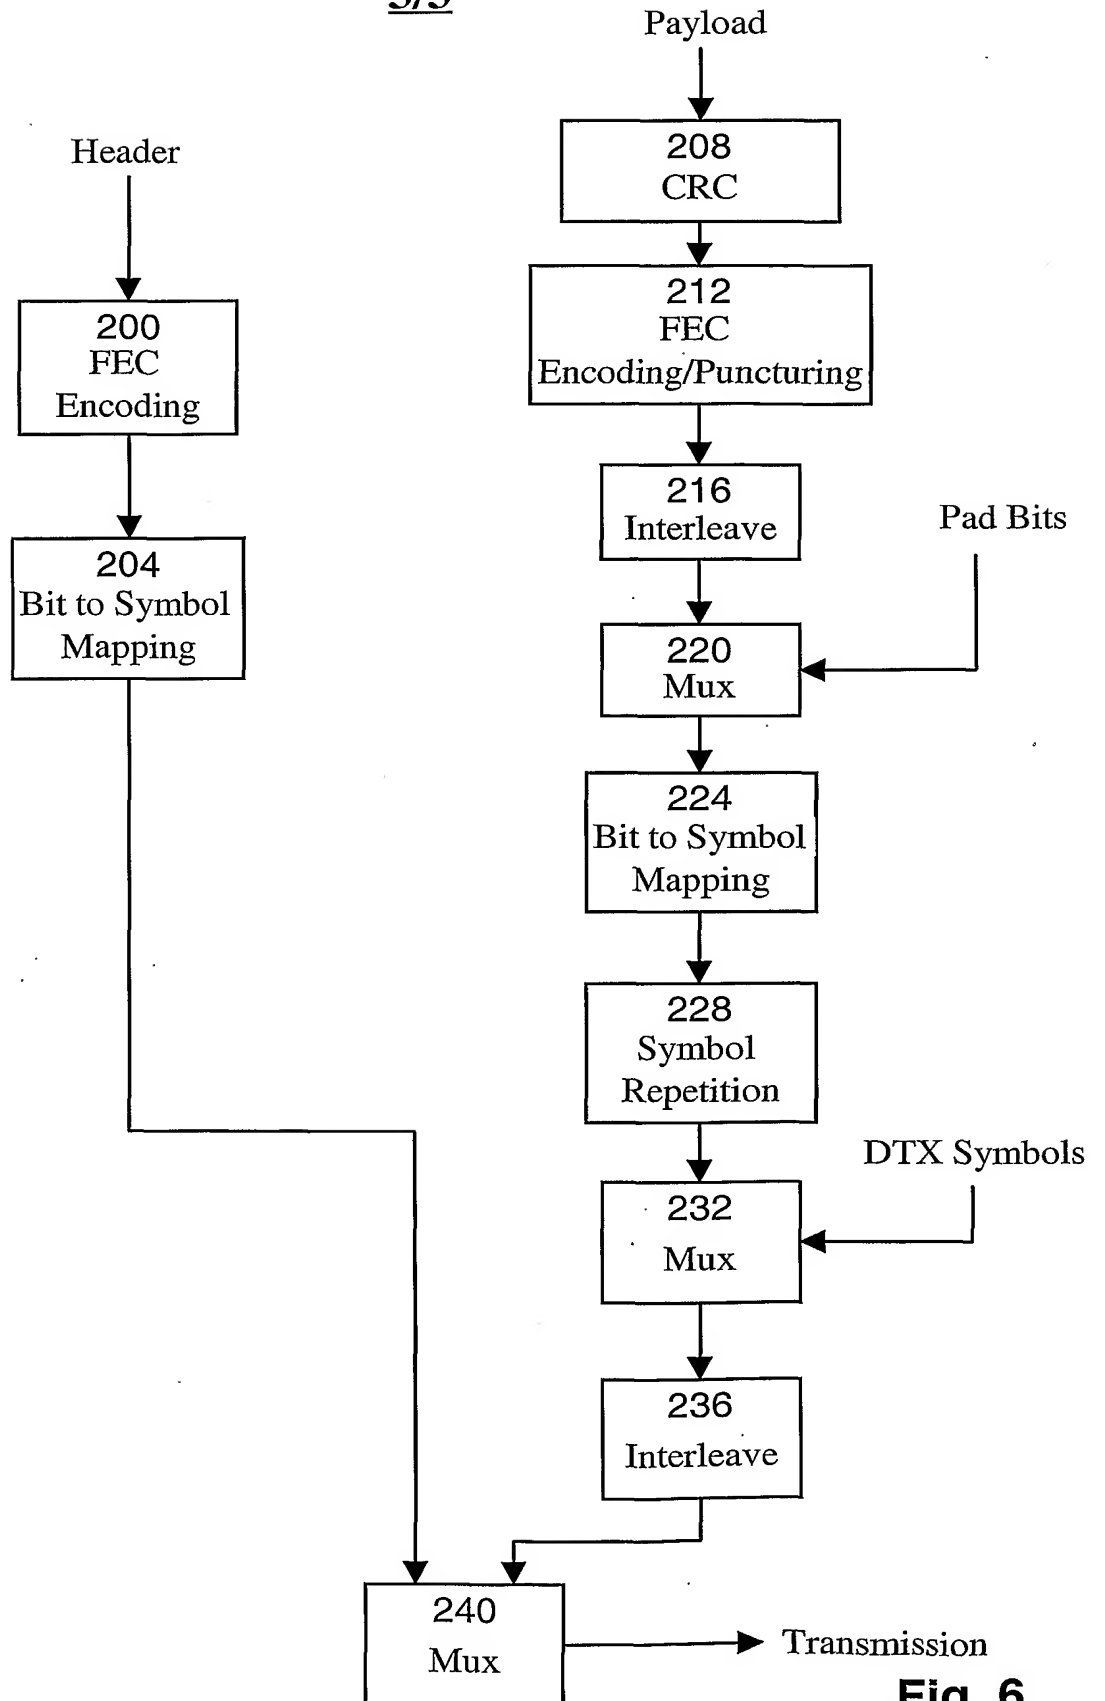 Payload
208
CRC
Header
212
FEC
Encoding/Puncturing
200
FEC
Encoding
216
Interleave
Pad Bits
204
Bit to Symbol
Mapping
220
Mux
224
Bit to Symbol
Mapping
228
Symbol
Repetition
DTX Symbols
232
Mux
236
Interleave
240
Mux
Transmission
Fig. 6